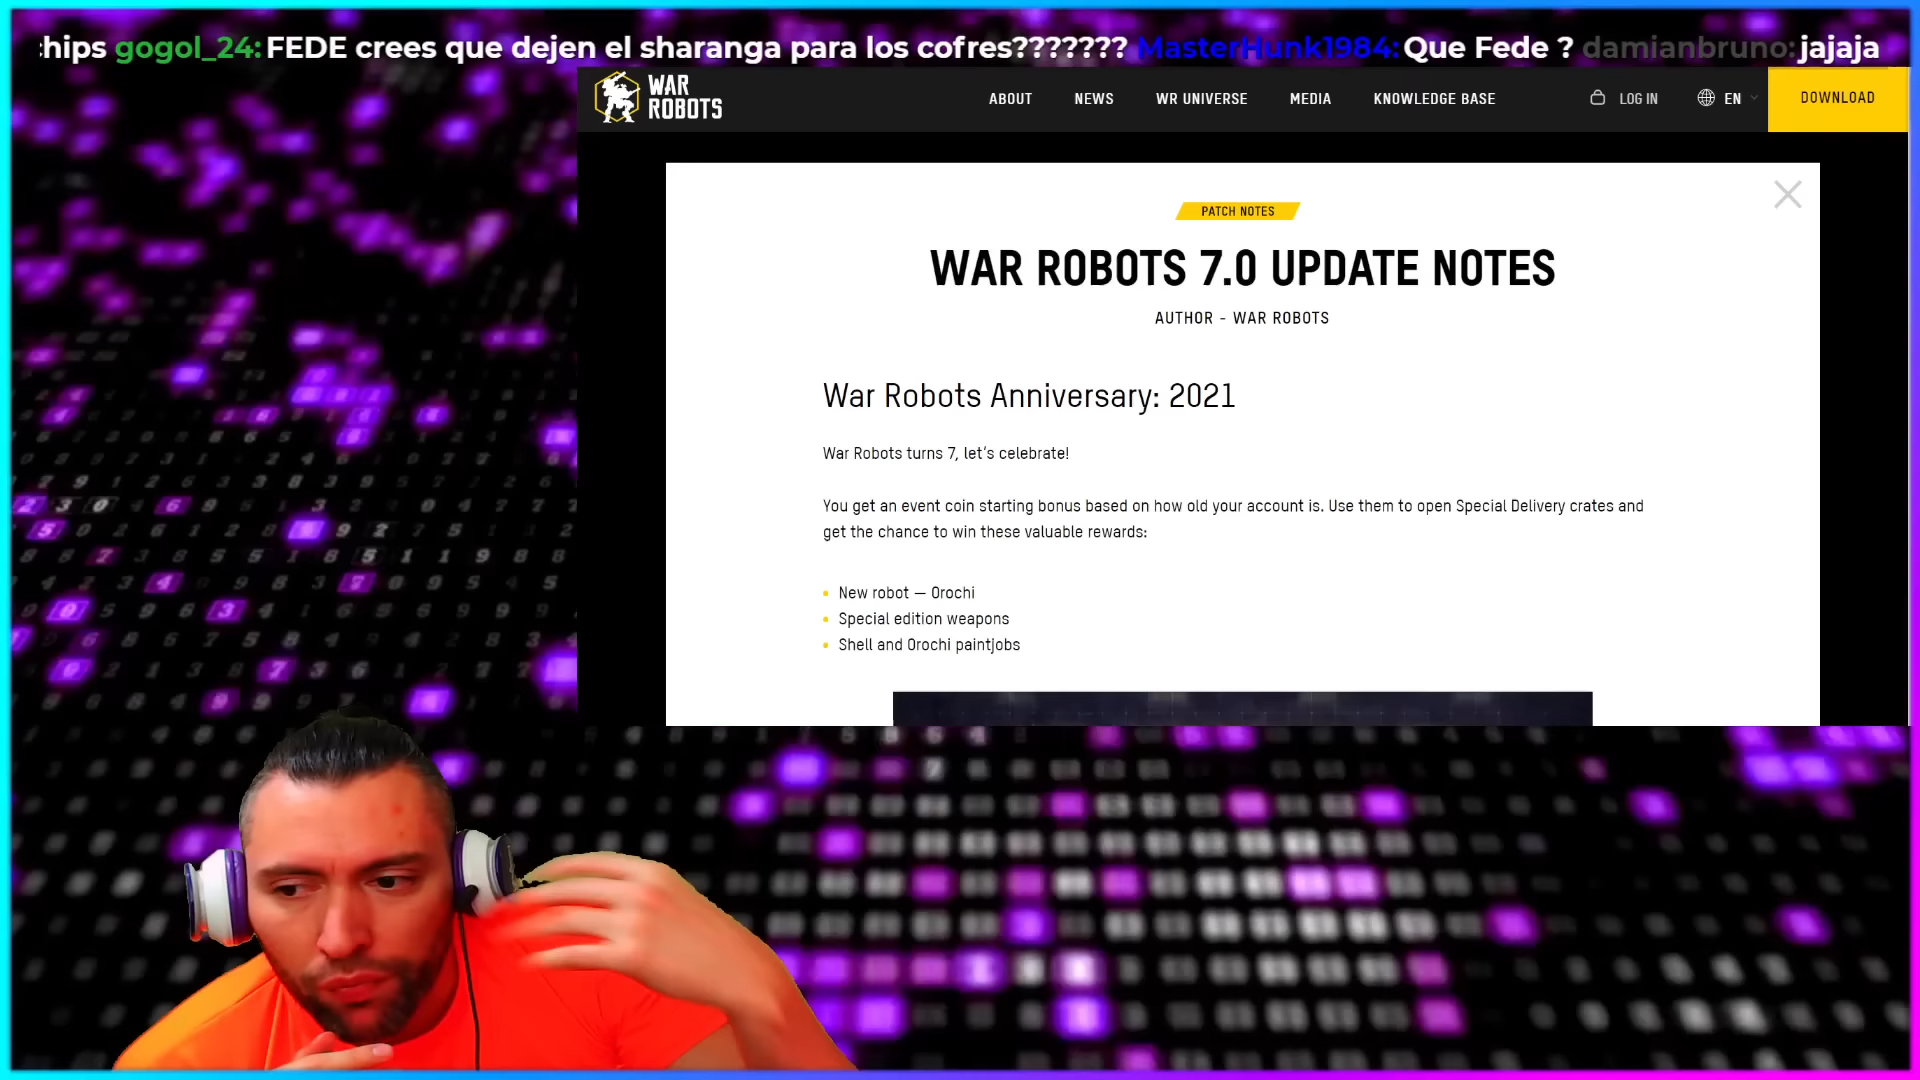 :hips gogol_24: FEDE crees que dejen el sharanga para los cofres??????? MasterHunk1984: Que Fede ? damianbruno: jajaja
WAR
ROBOTS
ABOUT NEWS WR UNIVERSE MEDIA KNOWLEDGE BASE LOG IN EN DOWNLOAD
PATCH NOTES
WAR ROBOTS 7.0 UPDATE NOTES
AUTHOR - WAR ROBOTS
War Robots Anniversary: 2021
War Robots turns 7, let's celebrate!
You get an event coin starting bonus based on how old your account is. Use them to open Special Delivery crates and
get the chance to win these valuable rewards:
New robot — Orochi
Special edition weapons
Shell and Orochi paintjobs